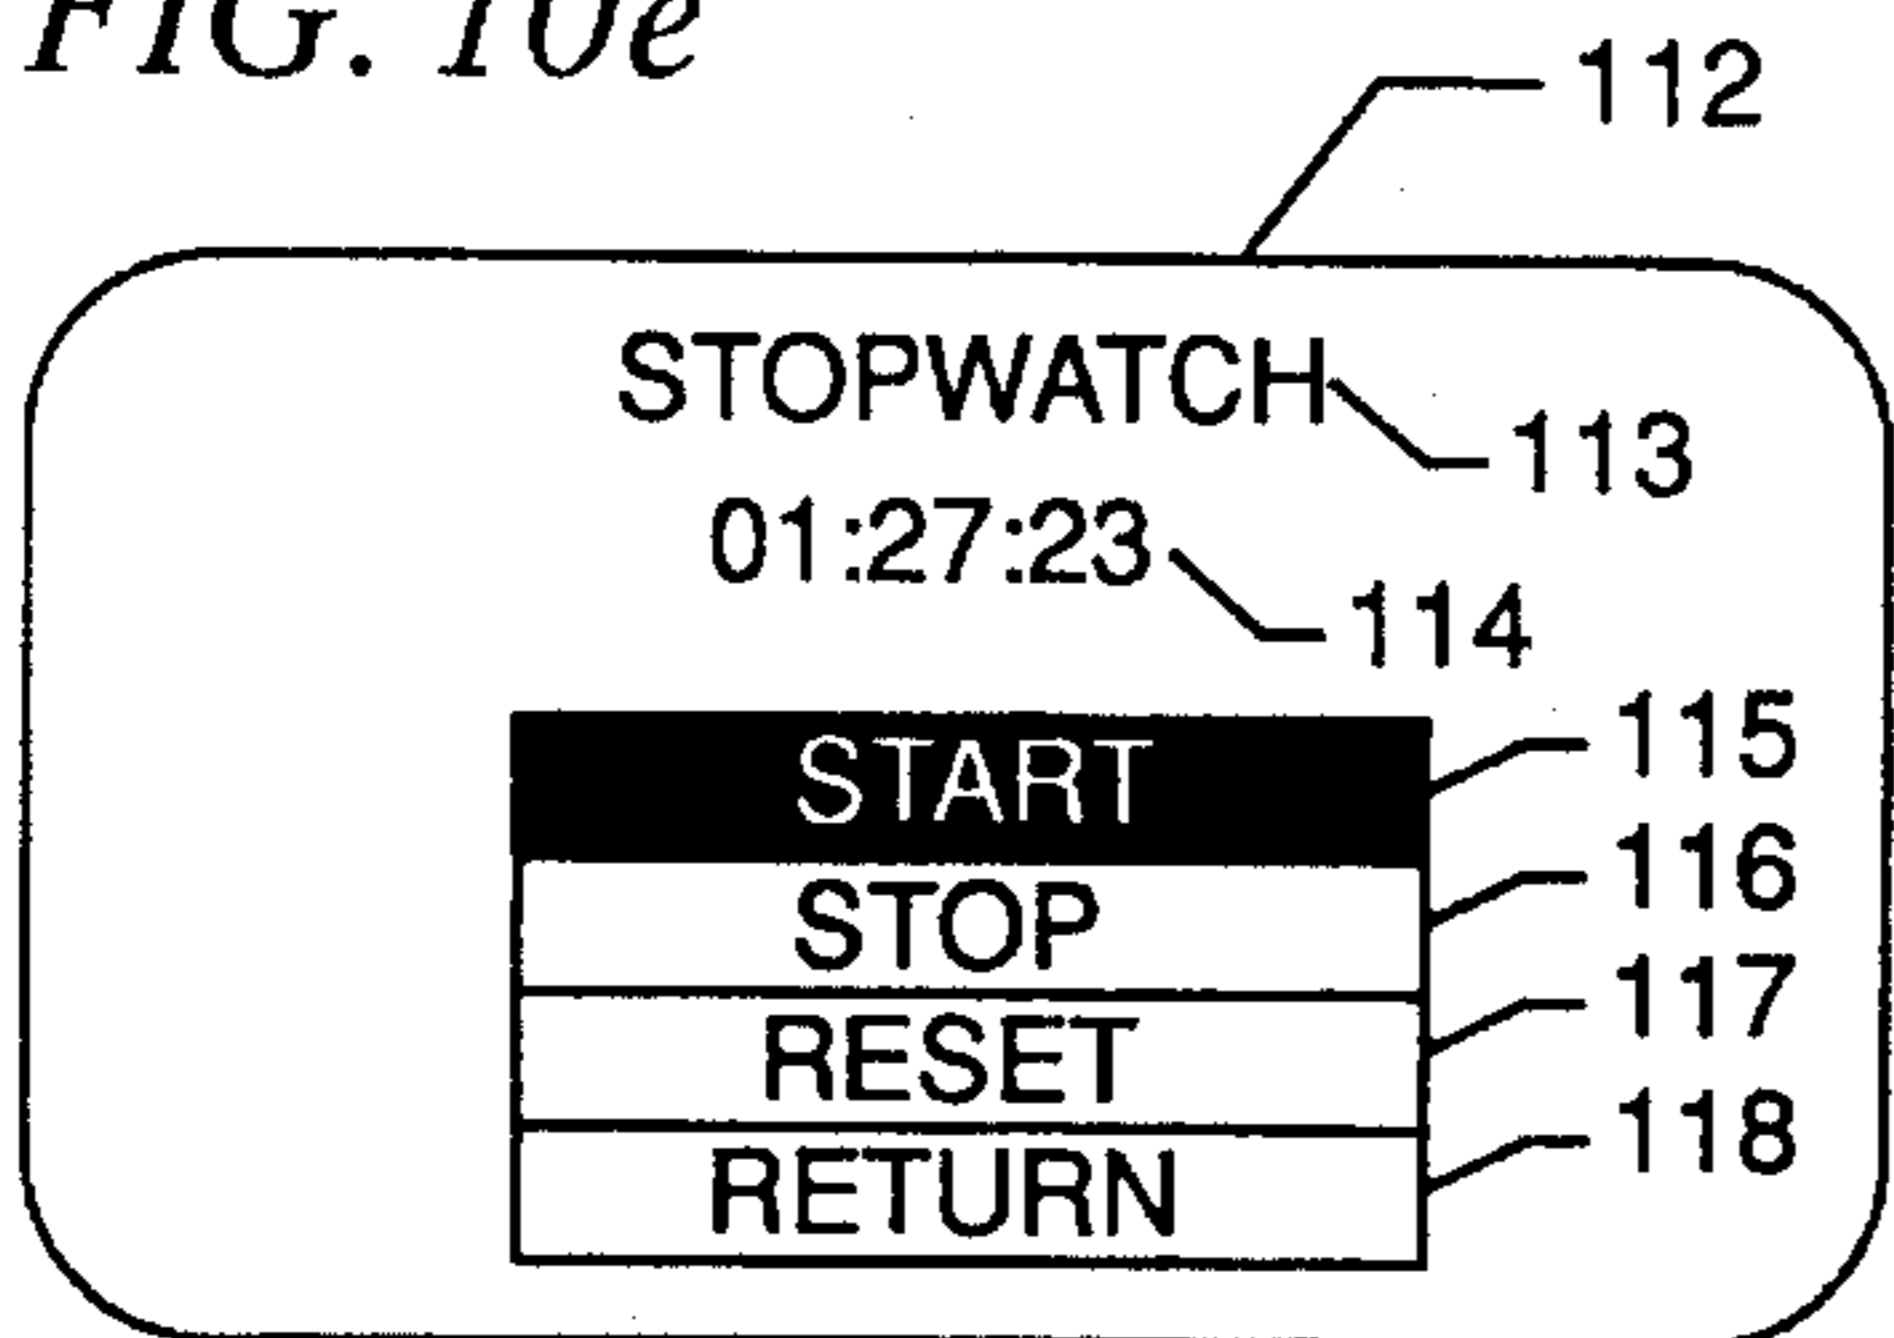 FIG. 10e
112
STOPWATCH
113
01:27:23
114
START
115
STOP
116
RESET
117
RETURN
118